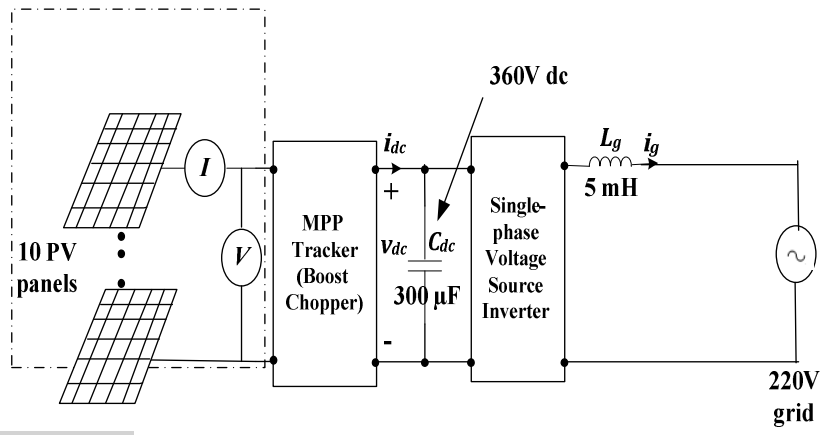 360V dc
I
i_dc
+
L_g
i_g
5 mH
10 PV
panels
V
MPP
Tracker
(Boost
Chopper)
v_dc
C_dc
300 μF
-
Single-
phase
Voltage
Source
Inverter
~
220V
grid